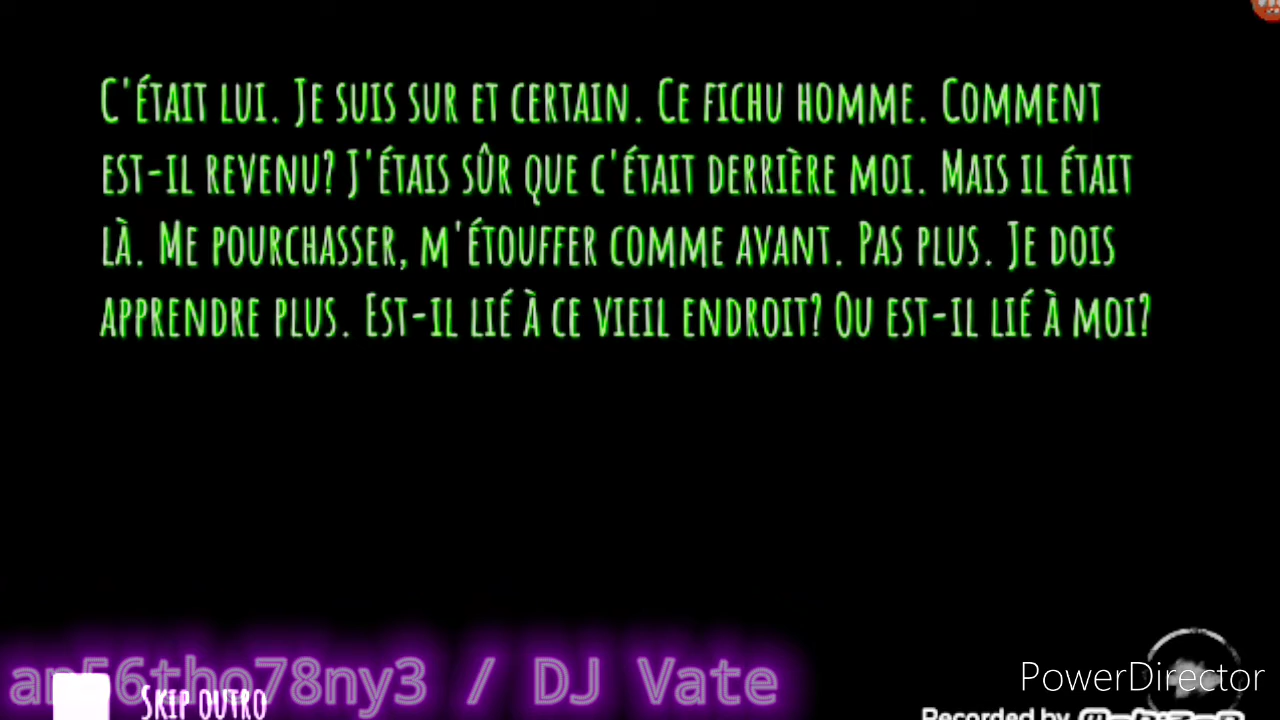 C'ÉTAIT LUI. JE SUIS SUR ET CERTAIN. CE FICHU HOMME. COMMENT
EST-IL REVENU? J'ÉTAIS SÛR QUE C'ÉTAIT DERRIÈRE MOI. MAIS IL ÉTAIT
LÀ. ME POURCHASSER, M'ÉTOUFFER COMME AVANT. PAS PLUS. JE DOIS
APPRENDRE PLUS. EST-IL LIÉ À CE VIEIL ENDROIT? OU EST-IL LIÉ À MOI?
an56tho78ny3 / DJ Vate
SKIP OUTRO
PowerDirector
Recorded by